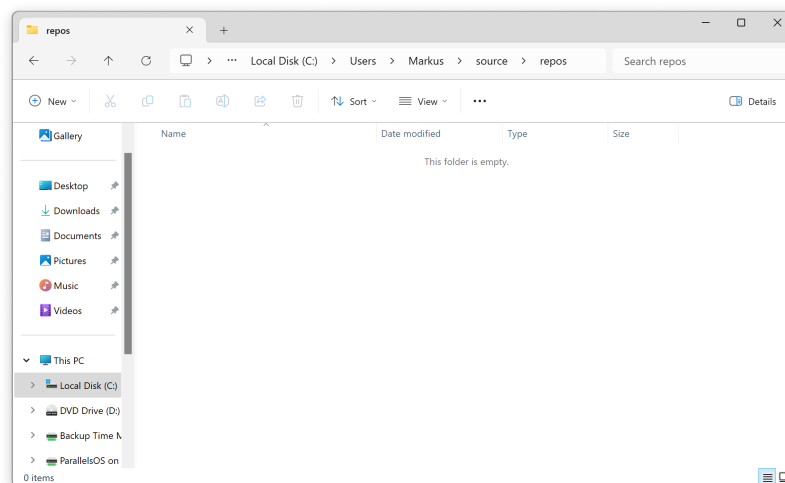 repos
Local Disk (C:) Users Markus source repos Search repos
New Sort View Details
Gallery Name Date modified Type Size
This folder is empty.
Desktop
Downloads
Documents
Pictures
Music
Videos
This PC
Local Disk (C:)
DVD Drive (D:)
Backup Time M
ParallelsOS on
0 items